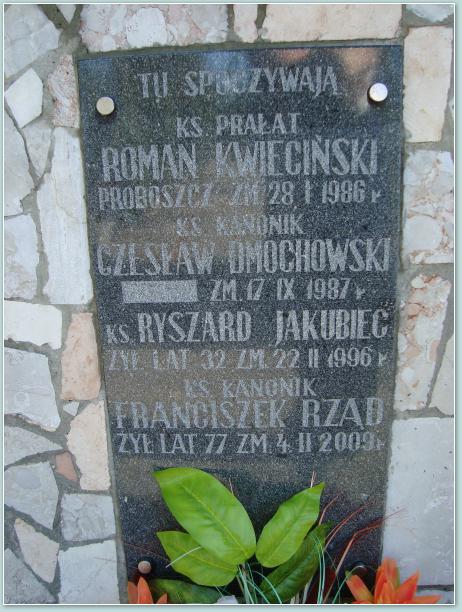 TU SPOCZYWAJĄ
KS. PRAŁAT
ROMAN KWIECIŃSKI
PROBOSZCZ ZM. 28 I 1986 r
KS. KANONIK
CZESŁAW DMOCHOWSKI
ZM. 17 IX 1987 r
KS. RYSZARD JAKUBIEC
ŻYŁ LAT 32 ZM. 22 II 1996 r
KS. KANONIK
FRANCISZEK RZĄD
ŻYŁ LAT 77 ZM. 4 II 2009 r